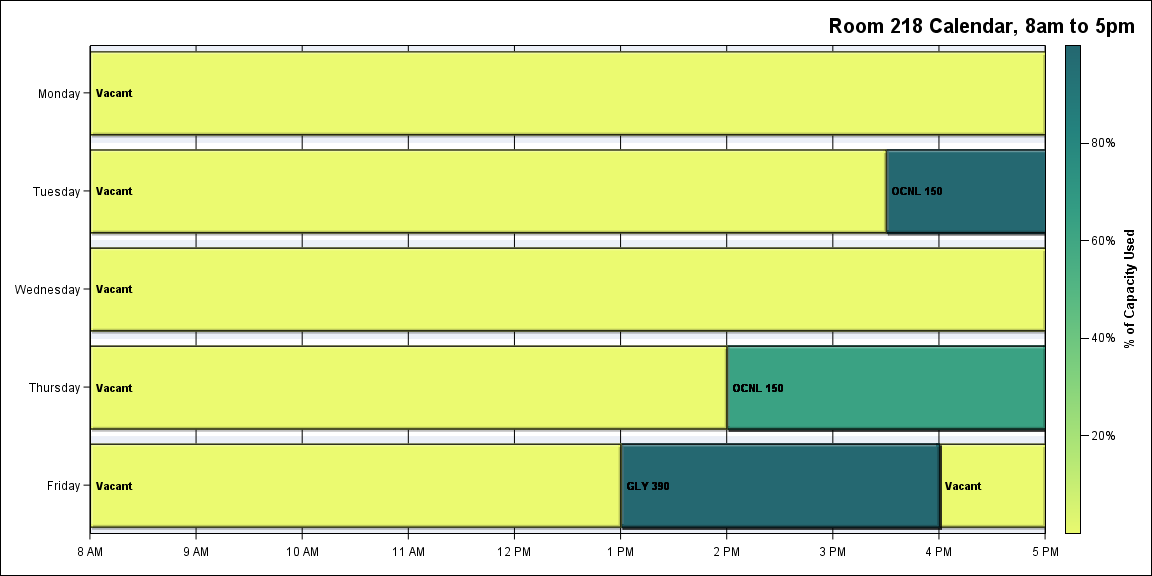 Room 218 Calendar, 8am to 5pm
Monday
Vacant
Tuesday
Vacant
OCNL 150
Wednesday
Vacant
Thursday
Vacant
OCNL 150
Friday
Vacant
GLY 390
Vacant
8 AM
9 AM
10 AM
11 AM
12 PM
1 PM
2 PM
3 PM
4 PM
5 PM
80%
60%
40%
20%
% of Capacity Used